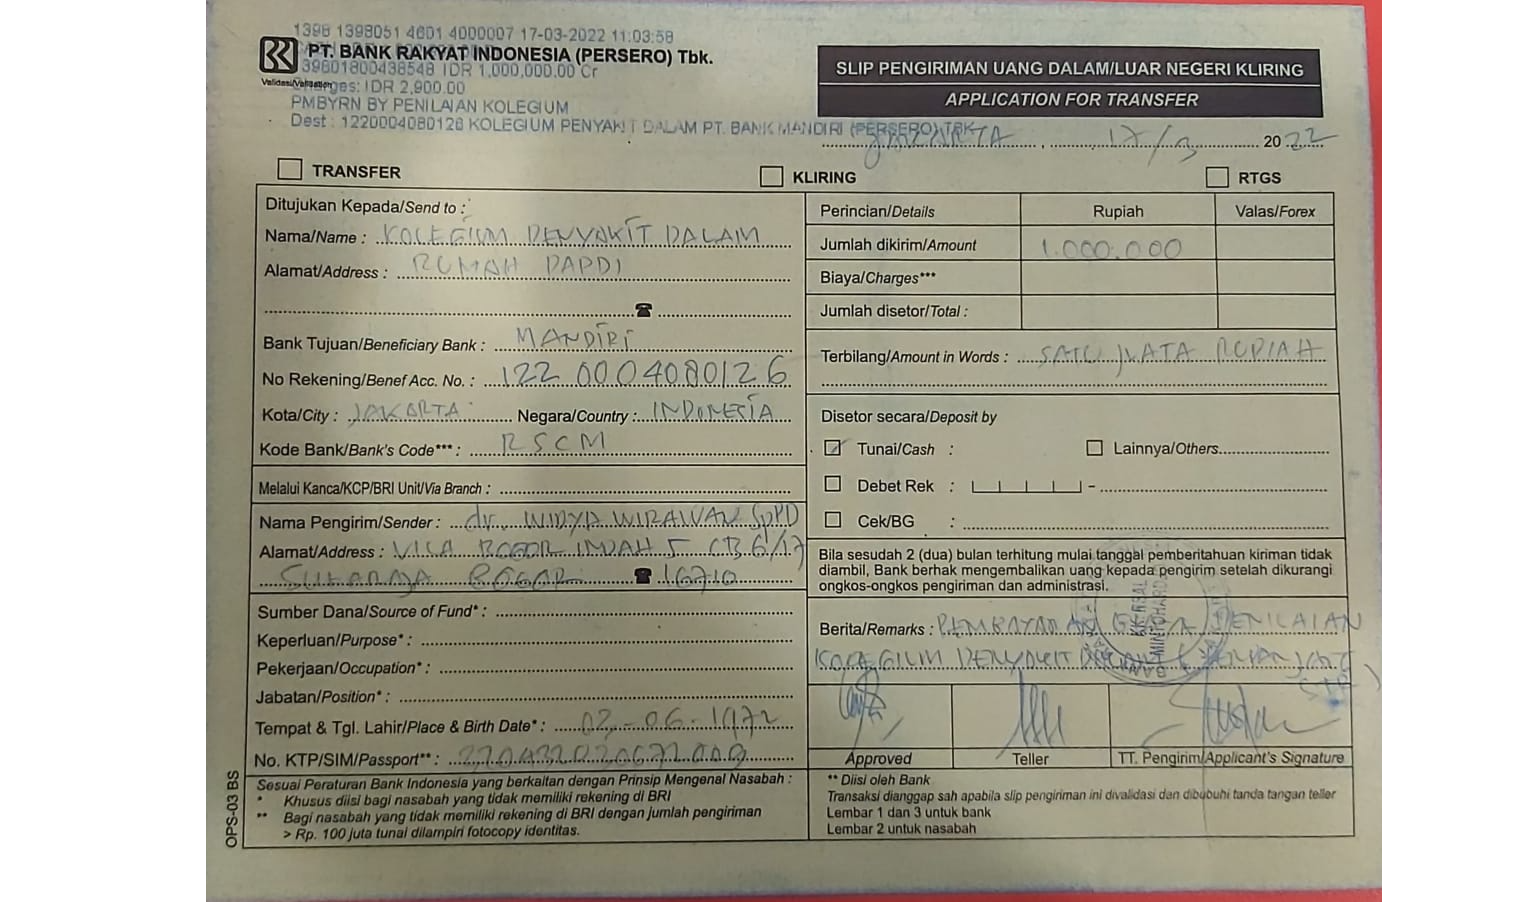 1398 1398051 4601 4000007 17-03-2022 11:03:58
PT. BANK RAKYAT INDONESIA (PERSERO) Tbk.
39801800438548 IDR 1,000,000.00 Cr
Validasi/Validation
Charges: IDR 2,900.00
PMBYRN BY PENILAIAN KOLEGIUM
Dest : 1220004080126 KOLEGIUM PENYAKIT DALAM PT. BANK MANDIRI (PERSERO) TBK
SLIP PENGIRIMAN UANG DALAM/LUAR NEGERI KLIRING
APPLICATION FOR TRANSFER
JAKARTA, 17/3 2022
TRANSFER KLIRING RTGS
Ditujukan Kepada/Send to :
Nama/Name : KOLEGIUM PENYAKIT DALAM
Alamat/Address : RUMAH PAPDI
Bank Tujuan/Beneficiary Bank : MANDIRI
No Rekening/Benef Acc. No. : 122 0004080126
Kota/City : JAKARTA Negara/Country : INDONESIA
Kode Bank/Bank's Code*** : RSCM
Melalui Kanca/KCP/BRI Unit/Via Branch :
Nama Pengirim/Sender : dr. WIDYA WIRAWAN SpPD
Alamat/Address : VILA BOGOR INDAH 5 CB 6/17
BOGOR 16710
Sumber Dana/Source of Fund* :
Keperluan/Purpose* :
Pekerjaan/Occupation* :
Jabatan/Position* :
Tempat & Tgl. Lahir/Place & Birth Date* : 02-06-1972
No. KTP/SIM/Passport** :
Sesuai Peraturan Bank Indonesia yang berkaitan dengan Prinsip Mengenal Nasabah :
* Khusus diisi bagi nasabah yang tidak memiliki rekening di BRI
** Bagi nasabah yang tidak memiliki rekening di BRI dengan jumlah pengiriman
> Rp. 100 juta tunai dilampiri fotocopy identitas.
OPS-03 BS
Perincian/Details Rupiah Valas/Forex
Jumlah dikirim/Amount 1.000.000
Biaya/Charges***
Jumlah disetor/Total :
Terbilang/Amount in Words : SATU JUTA RUPIAH
Disetor secara/Deposit by
Tunai/Cash : Lainnya/Others
Debet Rek : -
Cek/BG :
Bila sesudah 2 (dua) bulan terhitung mulai tanggal pemberitahuan kiriman tidak
diambil, Bank berhak mengembalikan uang kepada pengirim setelah dikurangi
ongkos-ongkos pengiriman dan administrasi.
Berita/Remarks : PEMBAYARAN PENILAIAN
KOLEGIUM PENYAKIT
Approved Teller TT. Pengirim/Applicant's Signature
** Diisi oleh Bank
Transaksi dianggap sah apabila slip pengiriman ini divalidasi dan dibubuhi tanda tangan teller
Lembar 1 dan 3 untuk bank
Lembar 2 untuk nasabah